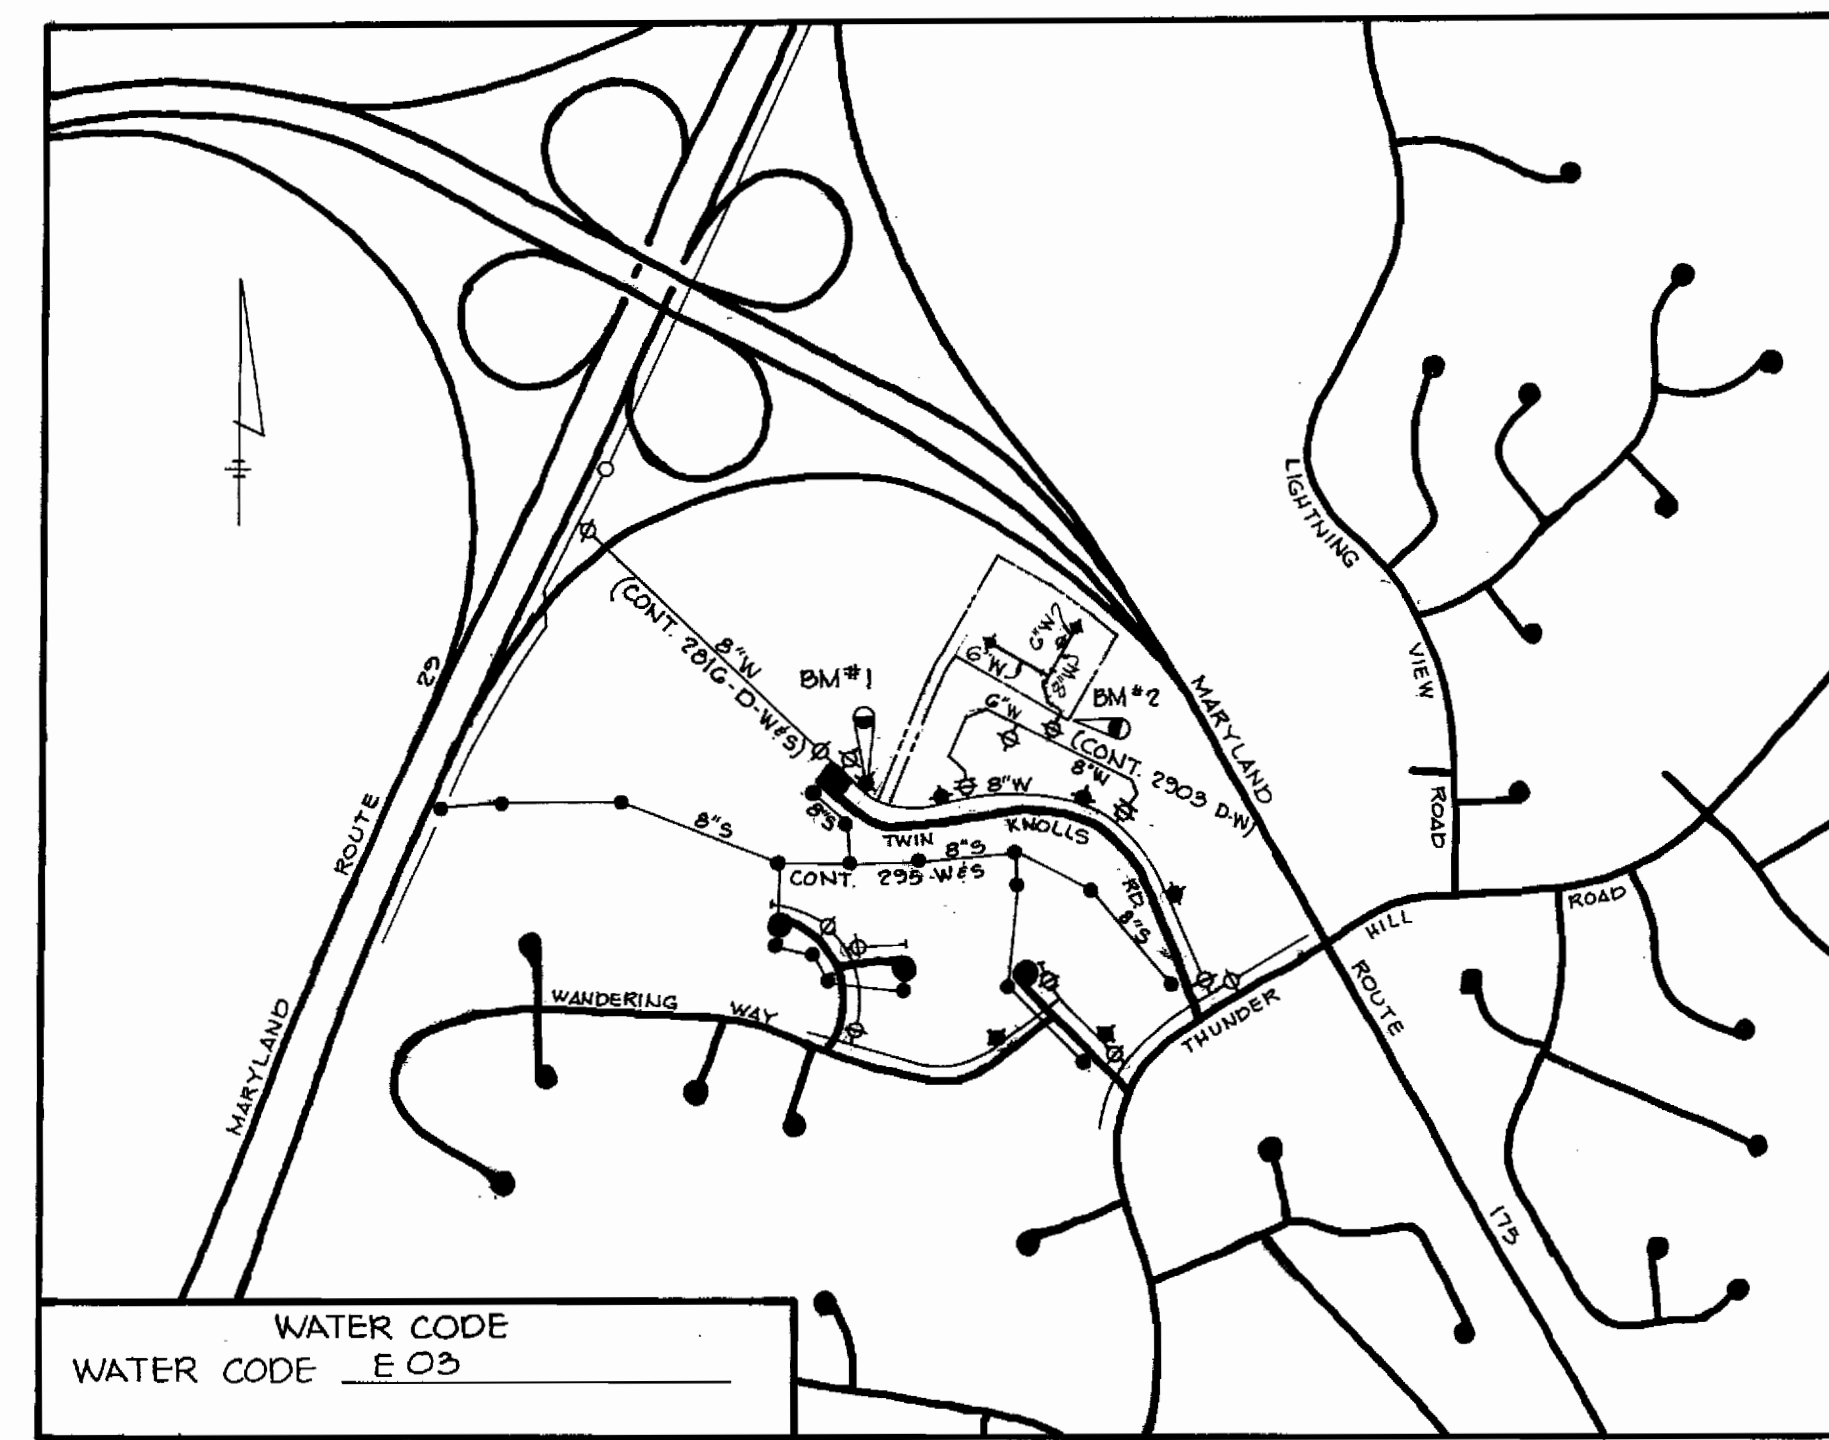 LIGHTNING
VIEW
ROAD
(CONT. 2816-D-W&S)
8"W
BM#1
6"W
6"W
8"W
BM#2
6"W
(CONT. 2903 D-W)
8"W
8"W
MARYLAND
ROUTE
175
MARYLAND
ROUTE
29
8"S
8"S
TWIN
KNOLLS
RD.
8"S
CONT. 295-W&S
8"S
HILL
ROAD
THUNDER
WANDERING
WAY
WATER CODE
WATER CODE E03